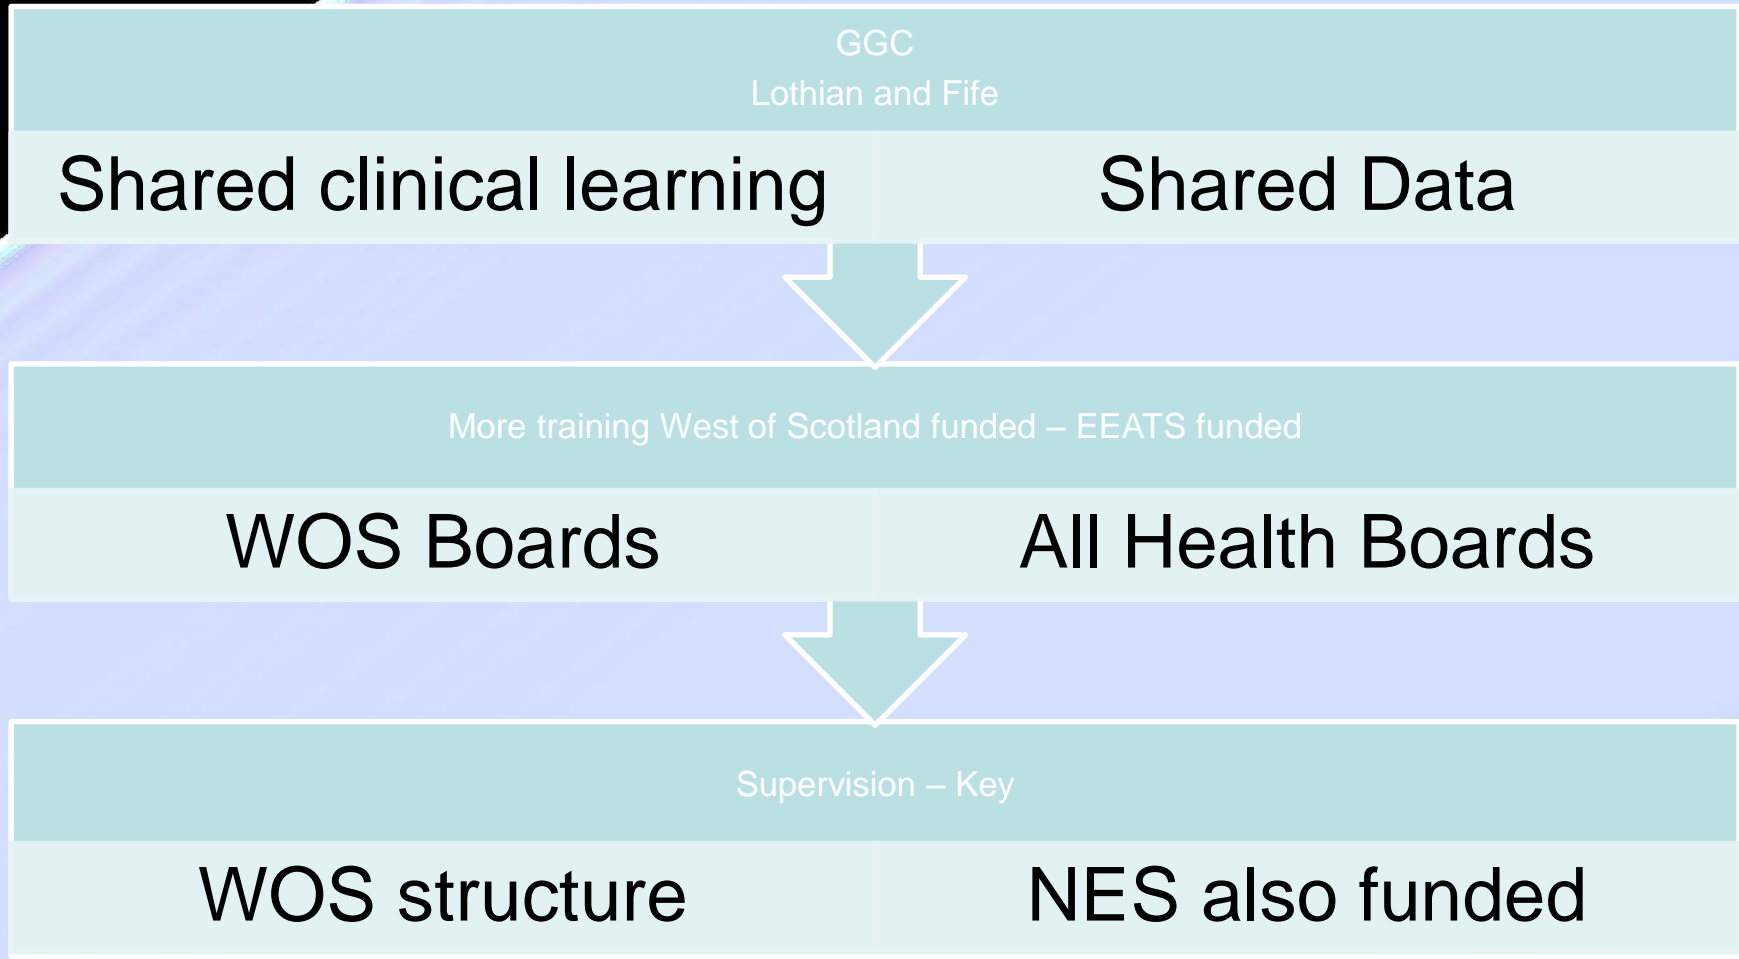 GGC
Lothian and Fife
Shared clinical learning
Shared Data
More training West of Scotland funded – EEATS funded
WOS Boards
All Health Boards
Supervision – Key
WOS structure
NES also funded